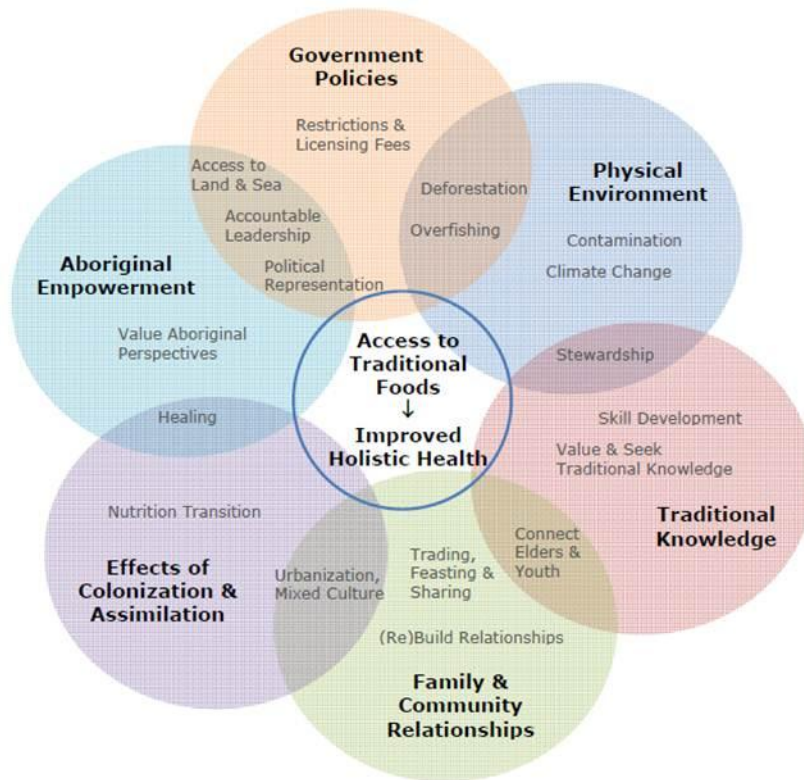 Government
Policies
Restrictions &
Licensing Fees
Access to
Land & Sea
Accountable
Leadership
Political
Representation
Deforestation
Overfishing
Physical
Environment
Contamination
Climate Change
Stewardship
Aboriginal
Empowerment
Value Aboriginal
Perspectives
Healing
Access to
Traditional
Foods
↓
Improved
Holistic Health
Skill Development
Value & Seek
Traditional Knowledge
Traditional
Knowledge
Connect
Elders &
Youth
Nutrition Transition
Effects of
Colonization &
Assimilation
Urbanization,
Mixed Culture
Trading,
Feasting &
Sharing
(Re)Build Relationships
Family &
Community
Relationships